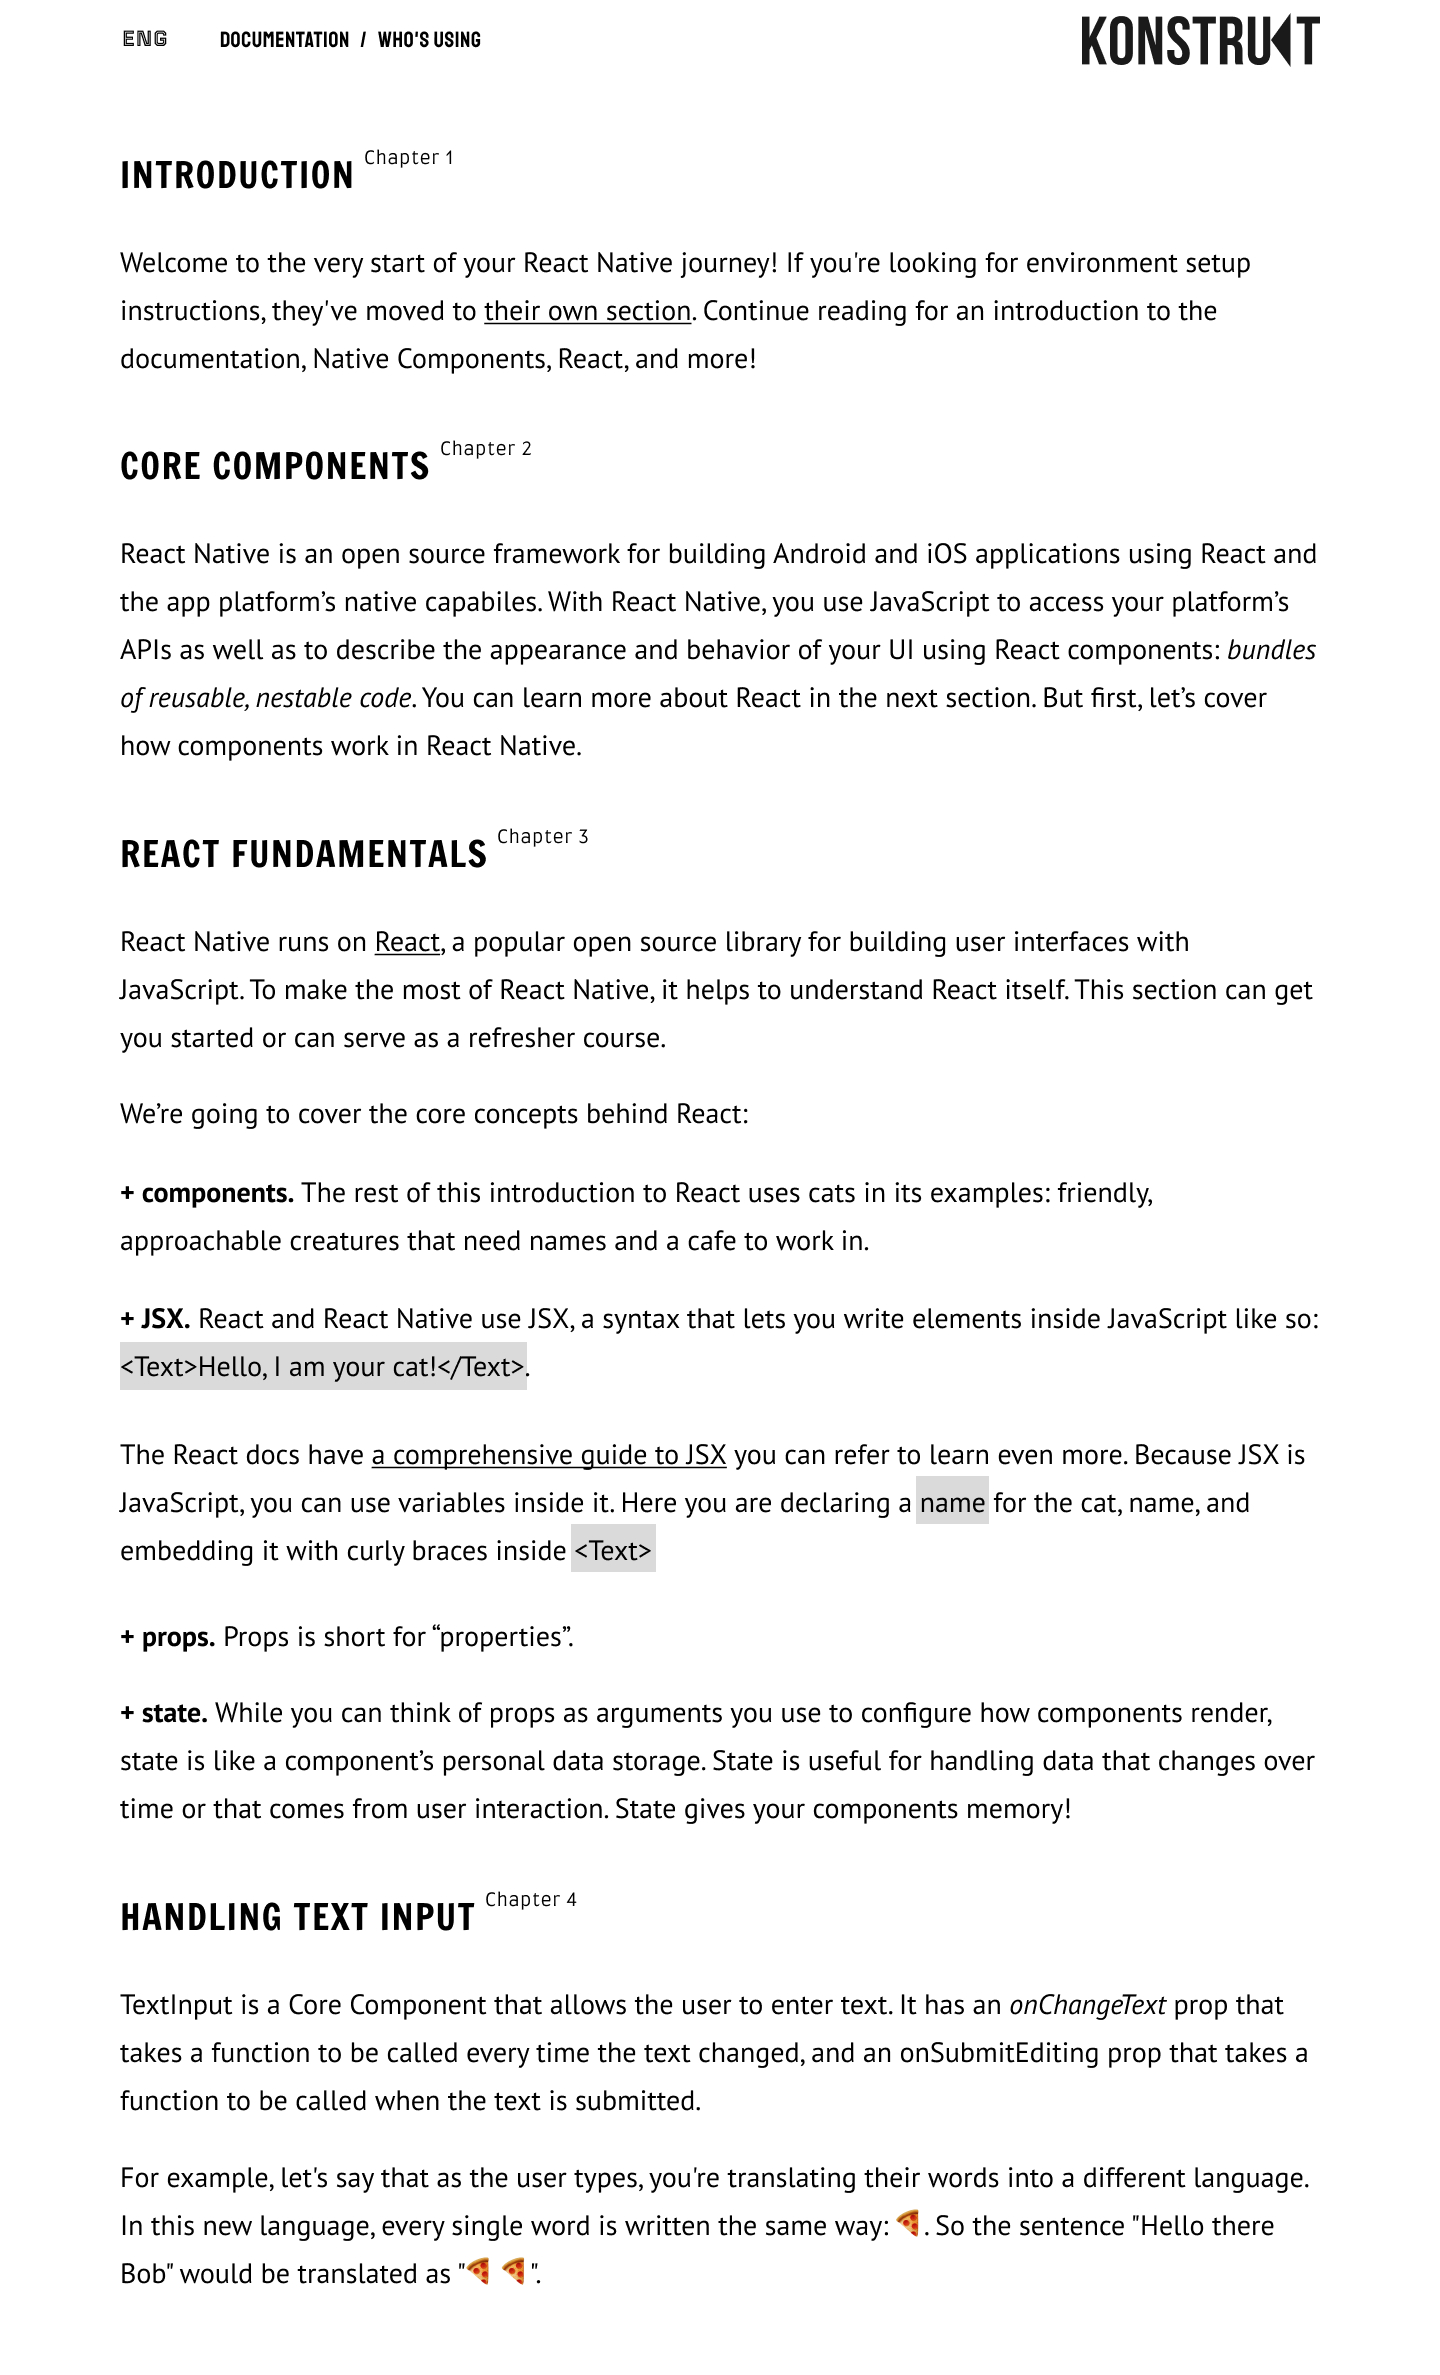 ENG DOCUMENTATION / WHO'S USING KONSTRUKT
INTRODUCTION Chapter 1
Welcome to the very start of your React Native journey! If you're looking for environment setup
instructions, they've moved to their own section. Continue reading for an introduction to the
documentation, Native Components, React, and more!
CORE COMPONENTS Chapter 2
React Native is an open source framework for building Android and iOS applications using React and
the app platform’s native capabiles. With React Native, you use JavaScript to access your platform’s
APIs as well as to describe the appearance and behavior of your UI using React components: bundles
of reusable, nestable code. You can learn more about React in the next section. But first, let’s cover
how components work in React Native.
REACT FUNDAMENTALS Chapter 3
React Native runs on React, a popular open source library for building user interfaces with
JavaScript. To make the most of React Native, it helps to understand React itself. This section can get
you started or can serve as a refresher course.
We’re going to cover the core concepts behind React:
+ components. The rest of this introduction to React uses cats in its examples: friendly,
approachable creatures that need names and a cafe to work in.
+ JSX. React and React Native use JSX, a syntax that lets you write elements inside JavaScript like so:
<Text>Hello, I am your cat!</Text>.
The React docs have a comprehensive guide to JSX you can refer to learn even more. Because JSX is
JavaScript, you can use variables inside it. Here you are declaring a name for the cat, name, and
embedding it with curly braces inside <Text>
+ props. Props is short for “properties”.
+ state. While you can think of props as arguments you use to configure how components render,
state is like a component’s personal data storage. State is useful for handling data that changes over
time or that comes from user interaction. State gives your components memory!
HANDLING TEXT INPUT Chapter 4
TextInput is a Core Component that allows the user to enter text. It has an onChangeText prop that
takes a function to be called every time the text changed, and an onSubmitEditing prop that takes a
function to be called when the text is submitted.
For example, let's say that as the user types, you're translating their words into a different language.
In this new language, every single word is written the same way: 🍕. So the sentence "Hello there
Bob" would be translated as "🍕 🍕 ".